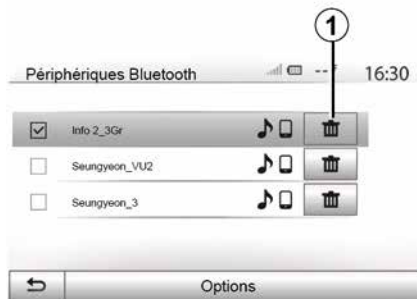 1
Périphériques Bluetooth -- ° 16:30
Info 2_3Gr
Seungyeon_VU2
Seungyeon_3
Options